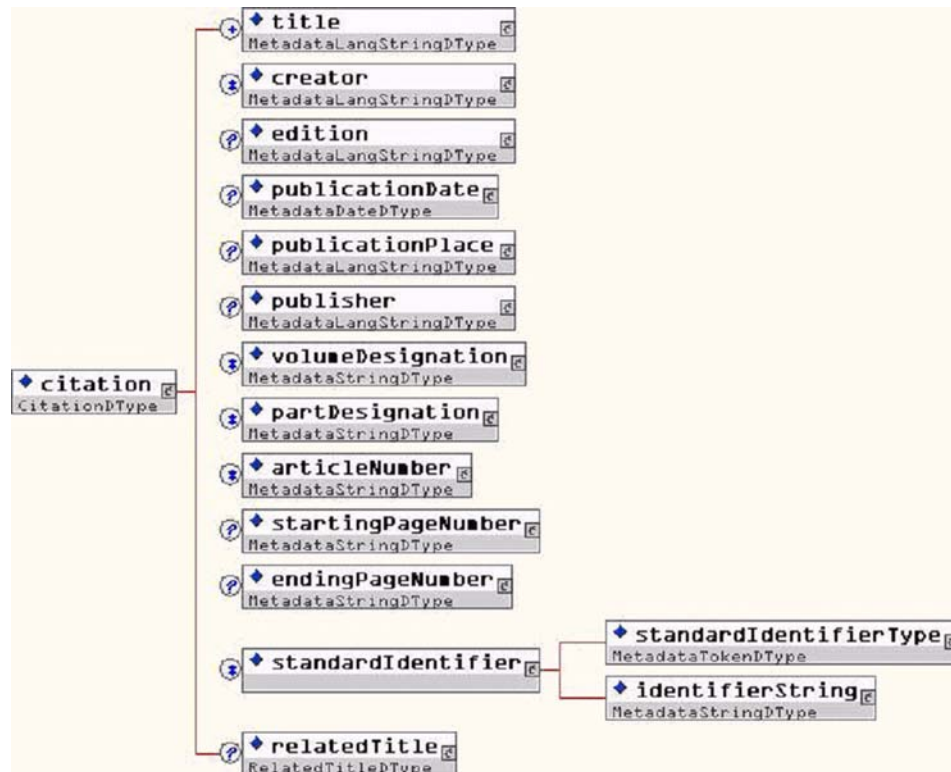 title
MetadataLangStringDType
creator
MetadataLangStringDType
edition
MetadataLangStringDType
publicationDate
MetadataDateDType
publicationPlace
MetadataLangStringDType
publisher
MetadataLangStringDType
volumeDesignation
MetadataStringDType
citation
CitationDType
partDesignation
MetadataStringDType
articleNumber
MetadataStringDType
startingPageNumber
MetadataStringDType
endingPageNumber
MetadataStringDType
standardIdentifier
standardIdentifierType
MetadataTokenDType
identifierString
MetadataStringDType
relatedTitle
RelatedTitleDType